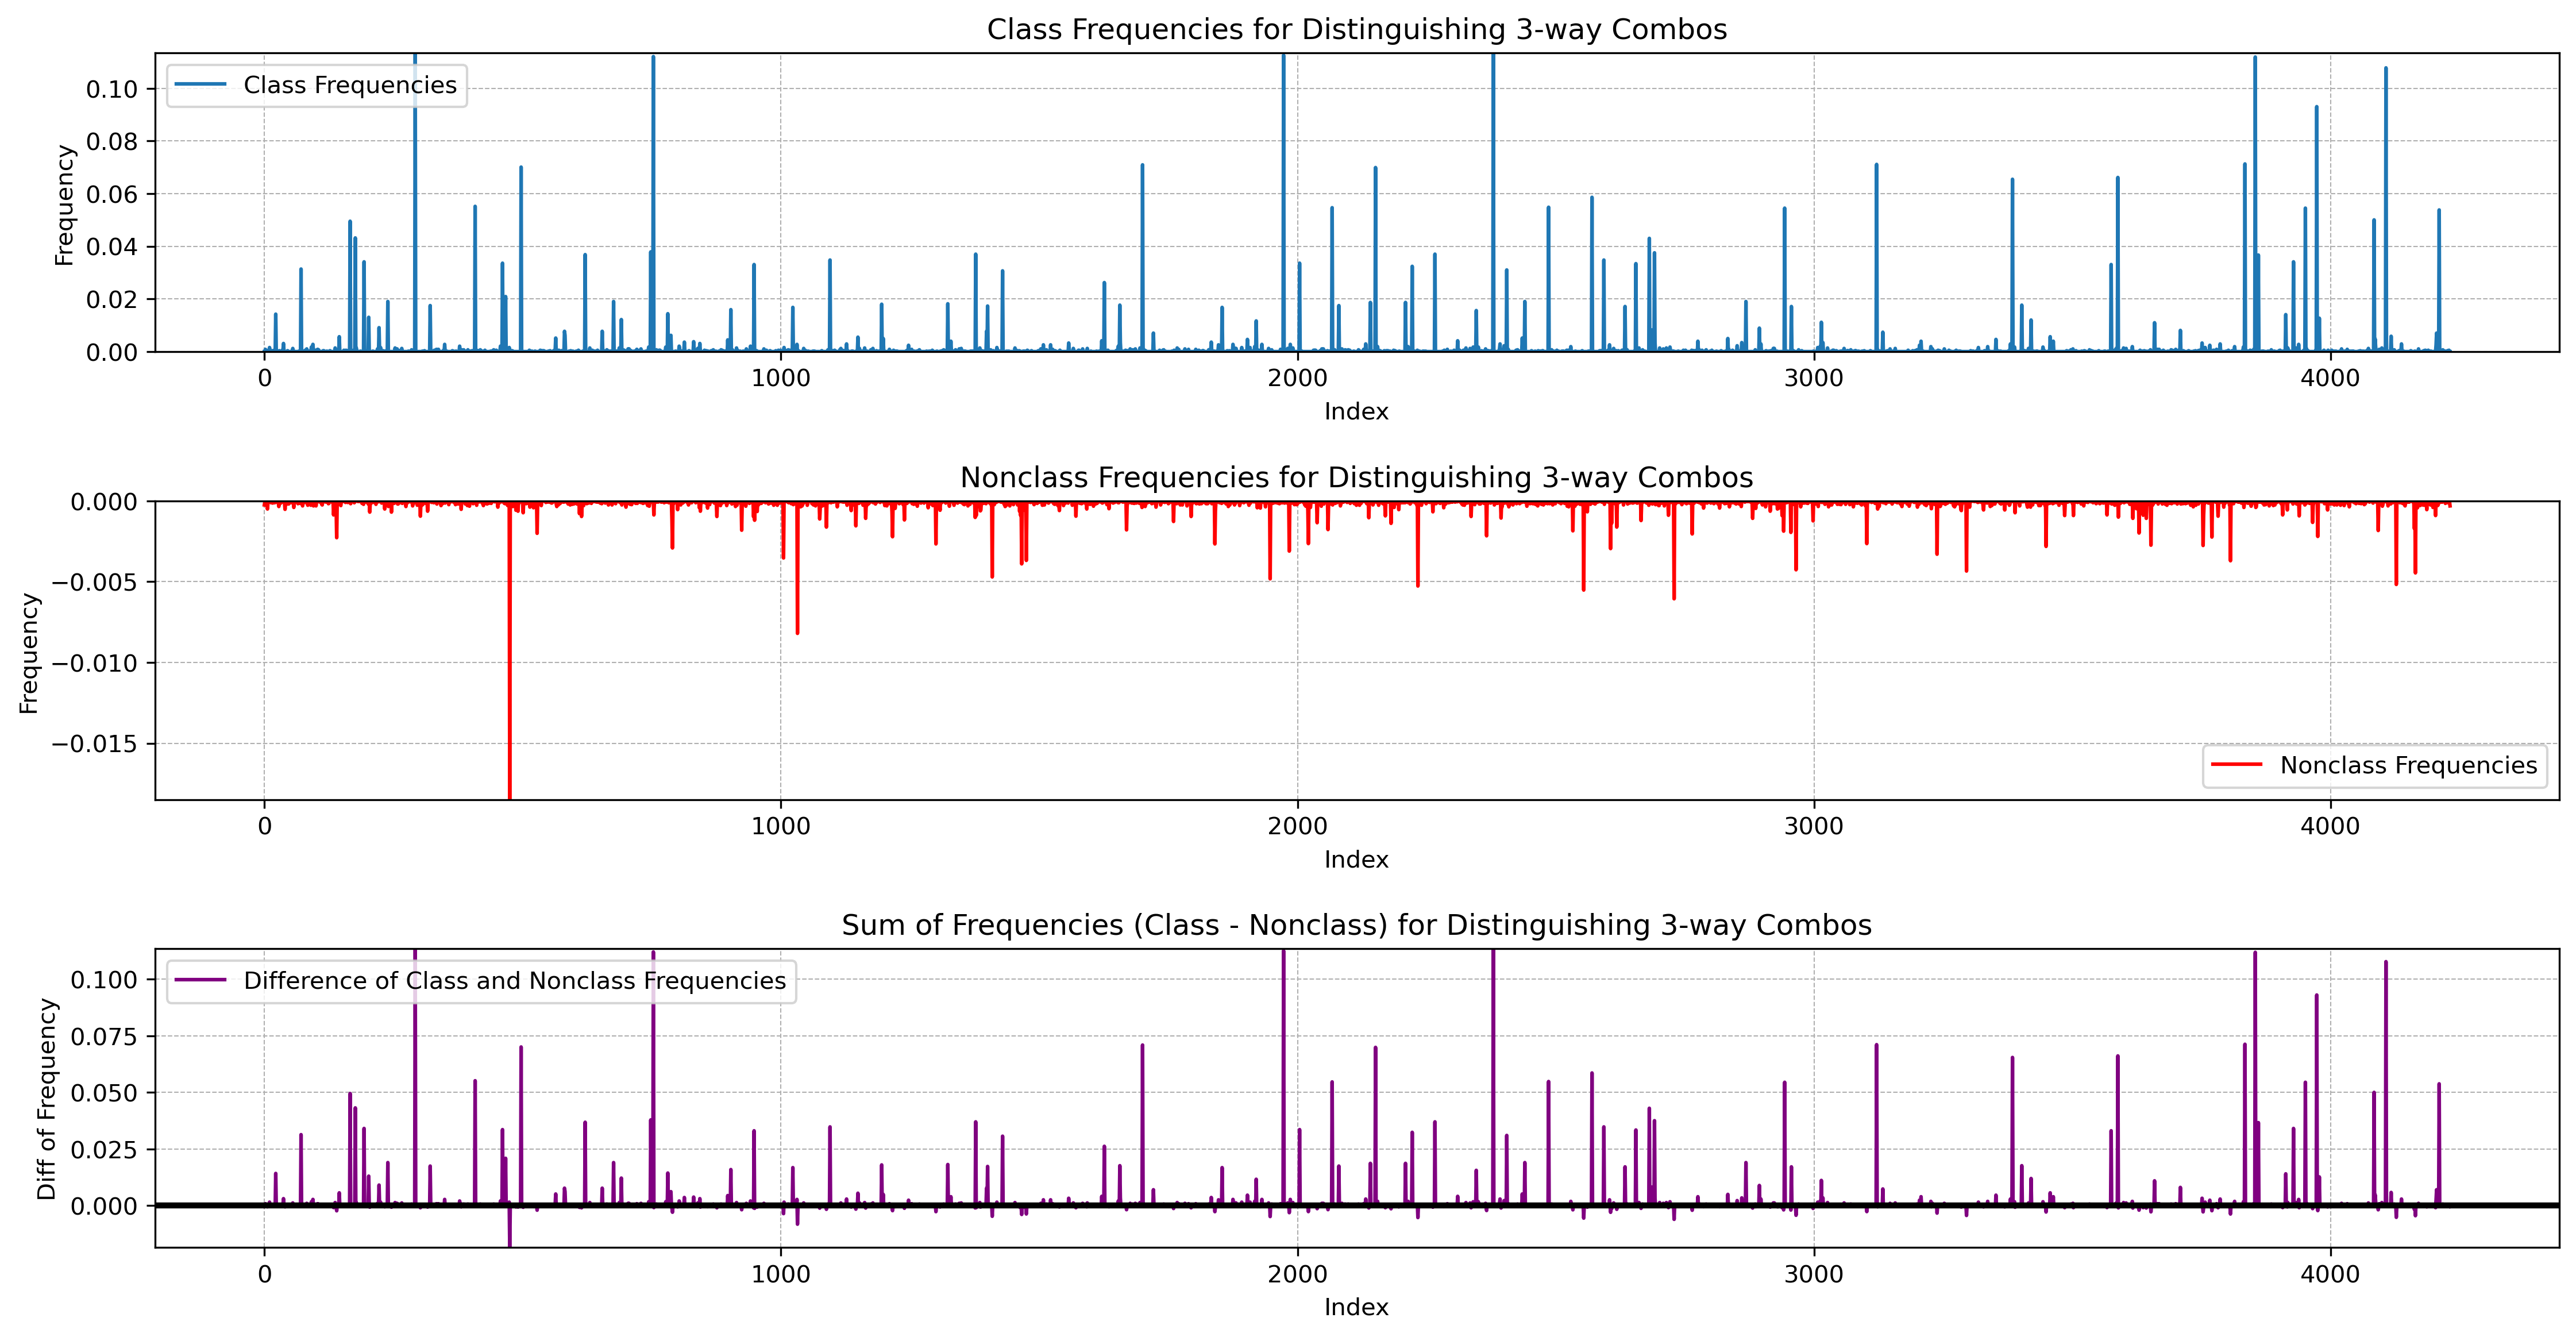 Class Frequencies for Distinguishing 3-way Combos
Class Frequencies
Frequency
0.10
0.08
0.06
0.04
0.02
0.00
0 1000 2000 3000 4000
Index
Nonclass Frequencies for Distinguishing 3-way Combos
Frequency
0.000
−0.005
−0.010
−0.015
Nonclass Frequencies
0 1000 2000 3000 4000
Index
Sum of Frequencies (Class - Nonclass) for Distinguishing 3-way Combos
Difference of Class and Nonclass Frequencies
Diff of Frequency
0.100
0.075
0.050
0.025
0.000
0 1000 2000 3000 4000
Index